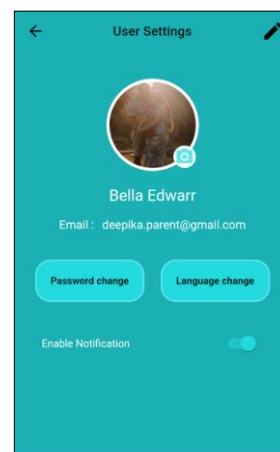 User Settings
Bella Edwarr
Email : deepika.parent@gmail.com
Password change
Language change
Enable Notification